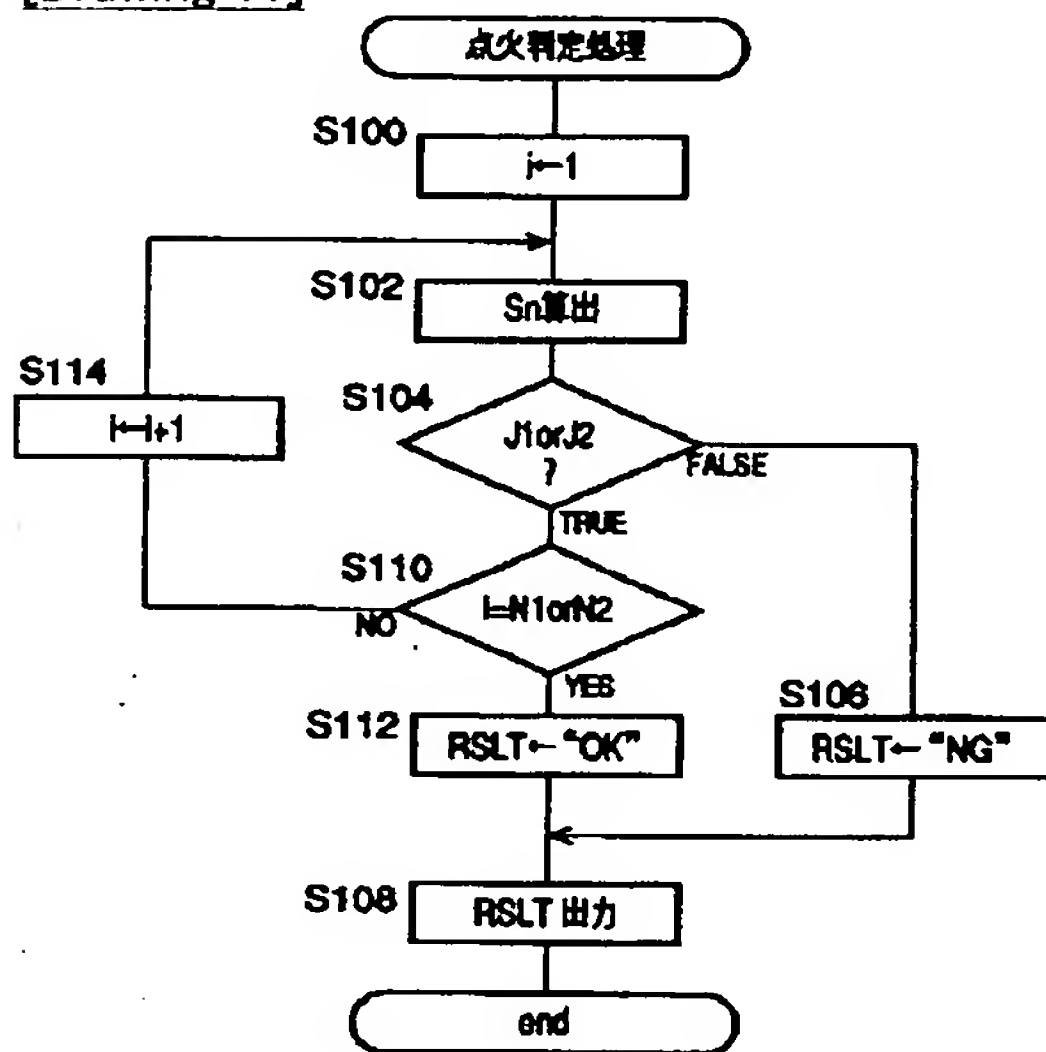 点火判定処理
S100
i←1
S102
Sn算出
S114
i←i+1
S104
J1orJ2
?
FALSE
TRUE
S110
i=N1orN2
NO
YES
S112
RSLT←“OK”
S106
RSLT←“NG”
S108
RSLT 出力
end